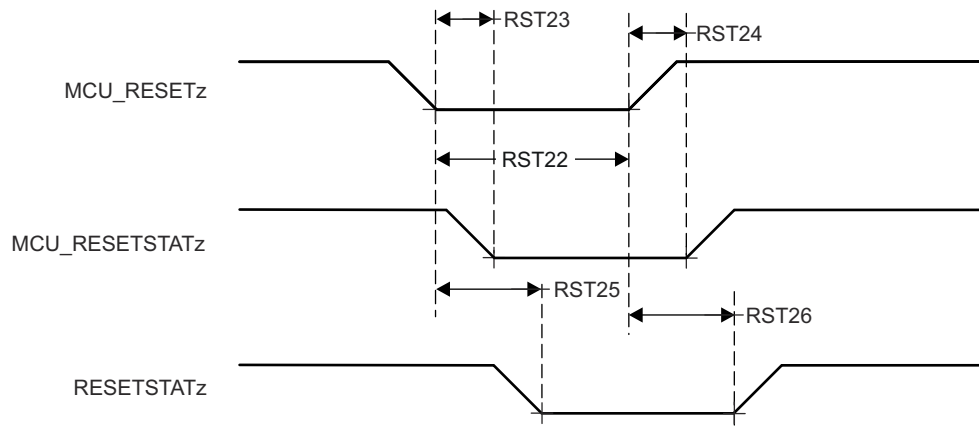 RST23
RST24
MCU_RESETz
RST22
MCU_RESETSTATz
RST25
RST26
RESETSTATz